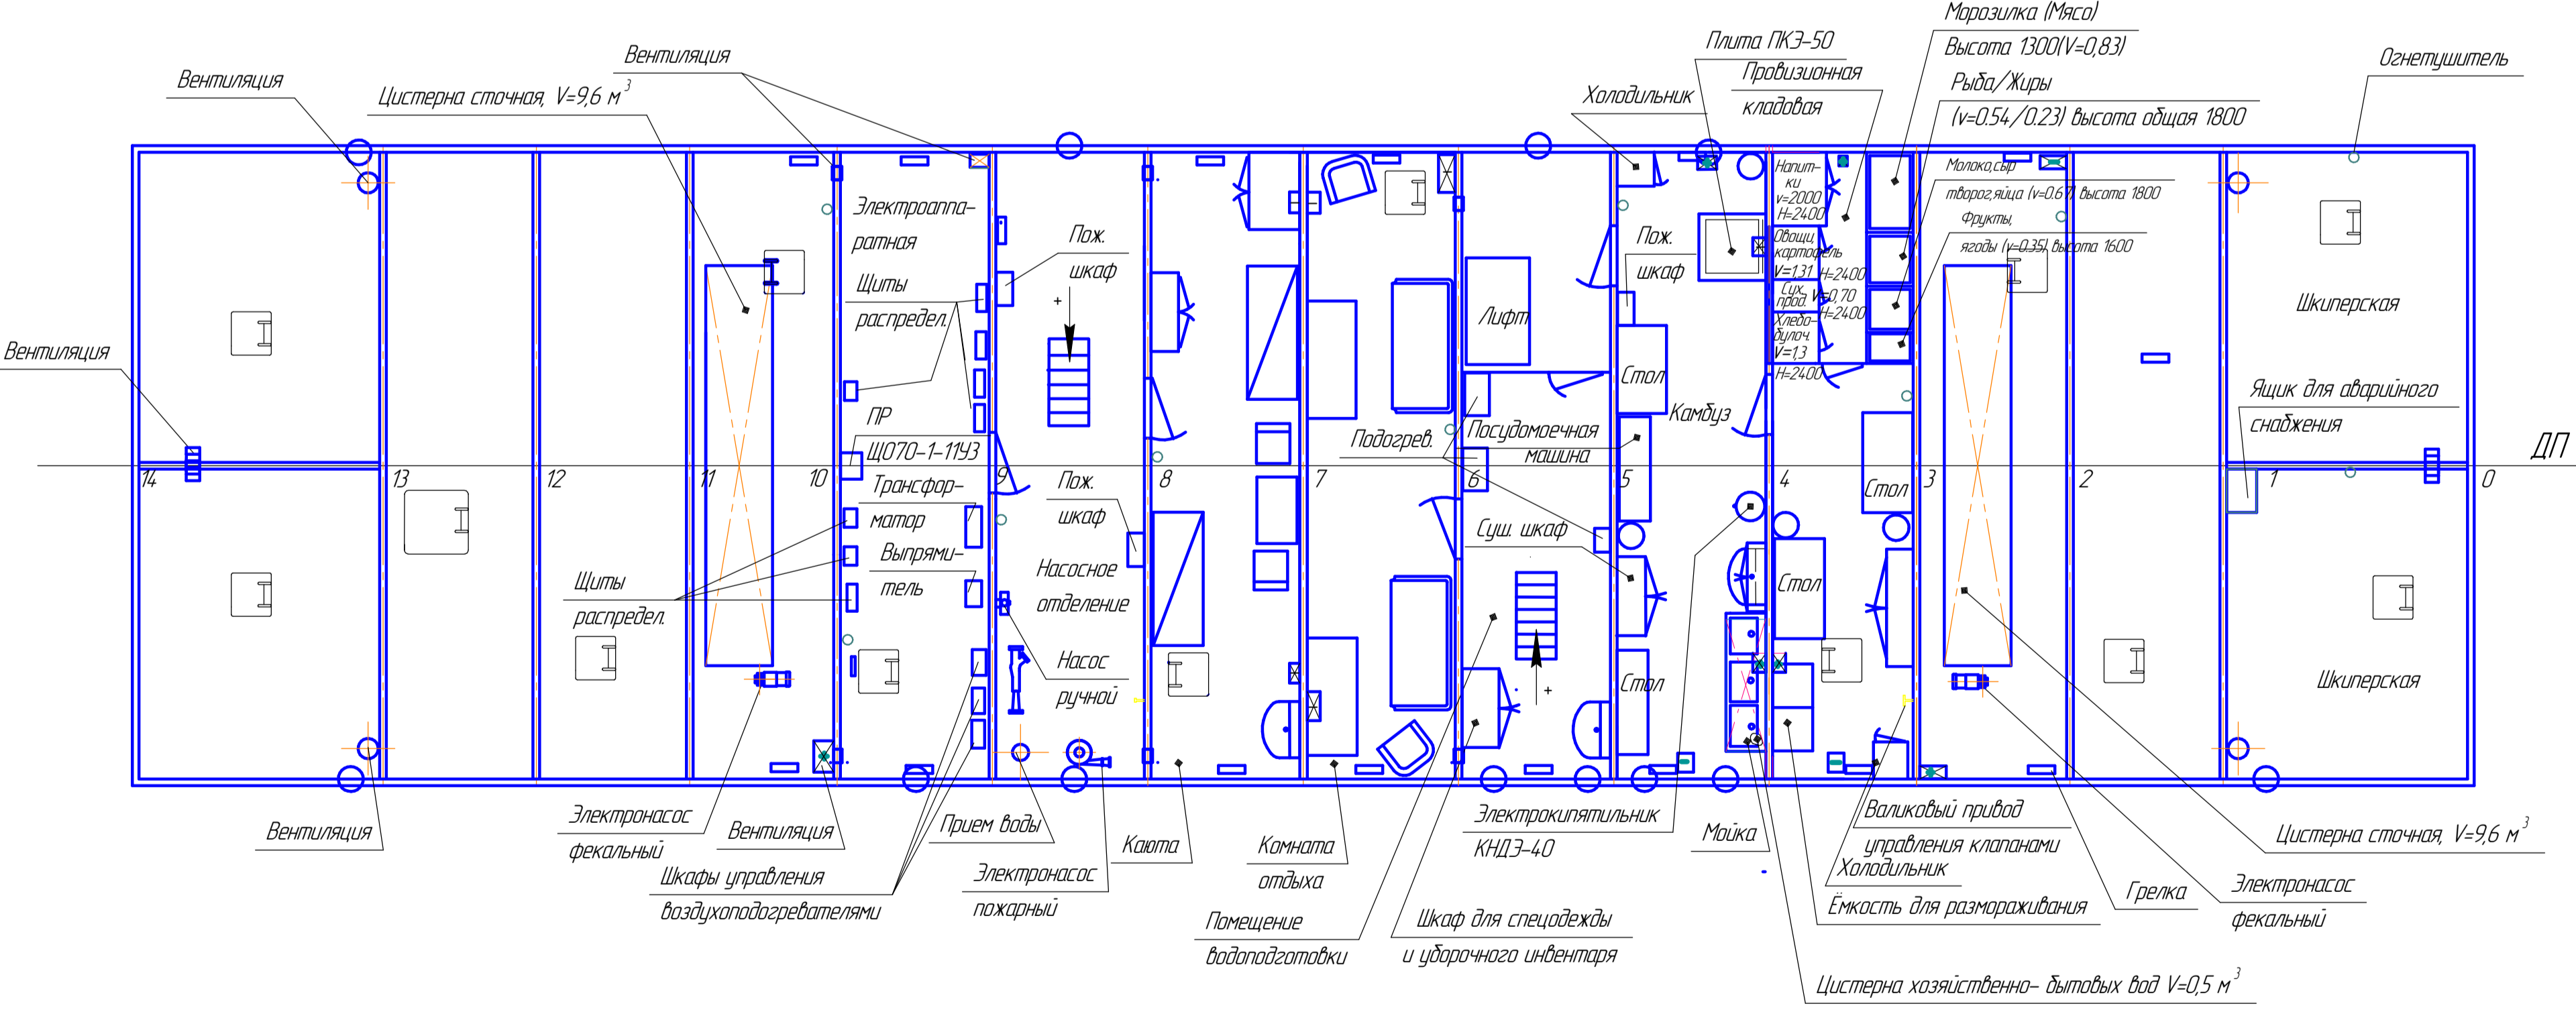 Вентиляция
Вентиляция
Цистерна сточная, V=9,6 м³
Плита ПКЭ-50
Провизионная
кладовая
Холодильник
Морозилка (Мясо)
Высота 1300(V=0,83)
Рыба/Жиры
(v=0.54/0.23) высота общая 1800
Огнетушитель
Молоко,сыр
творог,яйца (v=0.67) высота 1800
Фрукты,
ягоды (v=0.35) высота 1600
Напит-
ки
v=2000
H=2400
Овощи,
картофель
V=1,31 H=2400
Сух.
прод. V=0,70
H=2400
Хлебо-
булоч.
V=1,3
H=2400
Электроаппа-
ратная
Щиты
распредел.
Пож.
шкаф
+
Пож.
шкаф
Лифт
Стол
Камбуз
Шкиперская
Вентиляция
Ящик для аварийного
снабжения
ПР
ЩО70-1-11УЗ
Подогрев.
Посудомоечная
машина
ДП
14
13
12
11
10
9
8
7
6
5
4
3
2
1
0
Трансфор-
матор
Выпрями-
тель
Пож.
шкаф
Насосное
отделение
Насос
ручной
Щиты
распредел.
Суш. шкаф
Стол
Стол
Стол
+
Шкиперская
Вентиляция
Электронасос
фекальный
Вентиляция
Шкафы управления
воздухоподогревателями
Прием воды
Электронасос
пожарный
Каюта
Комната
отдыха
Помещение
водоподготовки
Шкаф для спецодежды
и уборочного инвентаря
Электрокипятильник
КНДЭ-40
Мойка
Валиковый привод
управления клапанами
Холодильник
Ёмкость для размораживания
Грелка
Цистерна сточная, V=9,6 м³
Электронасос
фекальный
Цистерна хозяйственно- бытовых вод V=0,5 м³